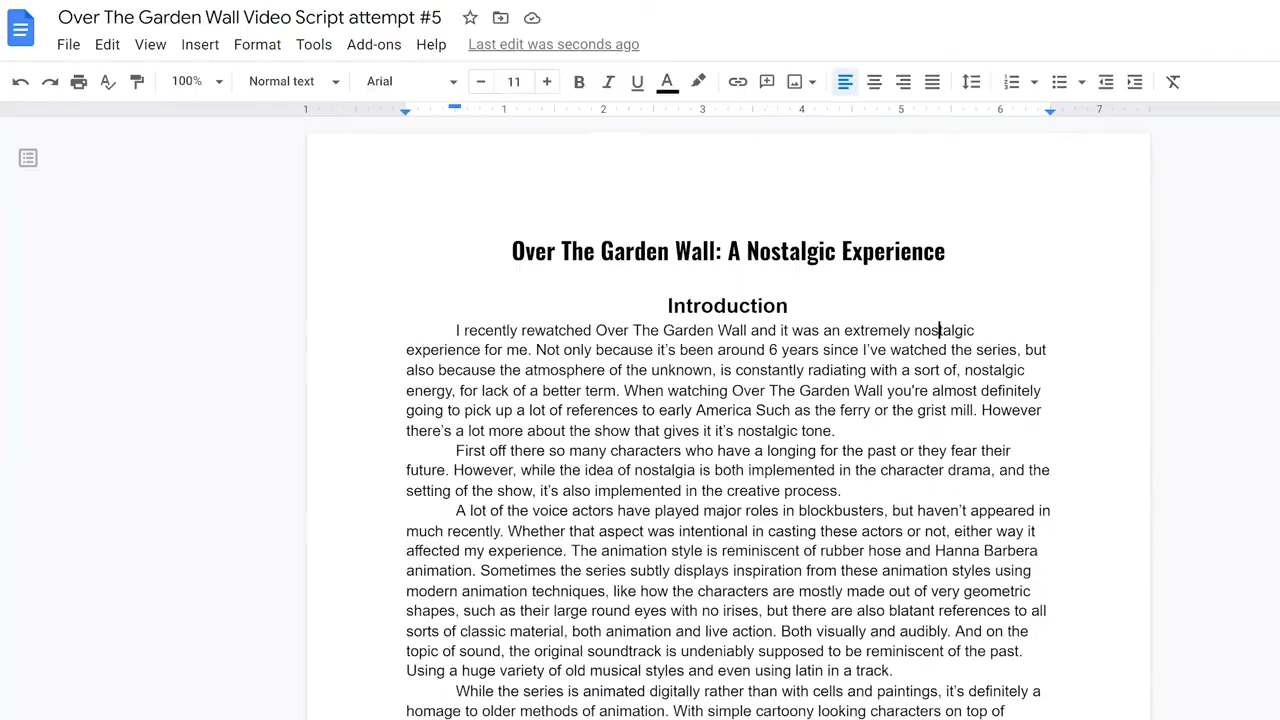 Over The Garden Wall Video Script attempt #5
File Edit View Insert Format Tools Add-ons Help Last edit was seconds ago
100% Normal text Arial 11 B I U A
1 1 2 3 4 5 6 7
Over The Garden Wall: A Nostalgic Experience
Introduction
I recently rewatched Over The Garden Wall and it was an extremely nostalgic
experience for me. Not only because it's been around 6 years since I've watched the series, but
also because the atmosphere of the unknown, is constantly radiating with a sort of, nostalgic
energy, for lack of a better term. When watching Over The Garden Wall you're almost definitely
going to pick up a lot of references to early America Such as the ferry or the grist mill. However
there's a lot more about the show that gives it it's nostalgic tone.
First off there so many characters who have a longing for the past or they fear their
future. However, while the idea of nostalgia is both implemented in the character drama, and the
setting of the show, it's also implemented in the creative process.
A lot of the voice actors have played major roles in blockbusters, but haven't appeared in
much recently. Whether that aspect was intentional in casting these actors or not, either way it
affected my experience. The animation style is reminiscent of rubber hose and Hanna Barbera
animation. Sometimes the series subtly displays inspiration from these animation styles using
modern animation techniques, like how the characters are mostly made out of very geometric
shapes, such as their large round eyes with no irises, but there are also blatant references to all
sorts of classic material, both animation and live action. Both visually and audibly. And on the
topic of sound, the original soundtrack is undeniably supposed to be reminiscent of the past.
Using a huge variety of old musical styles and even using latin in a track.
While the series is animated digitally rather than with cells and paintings, it's definitely a
homage to older methods of animation. With simple cartoony looking characters on top of